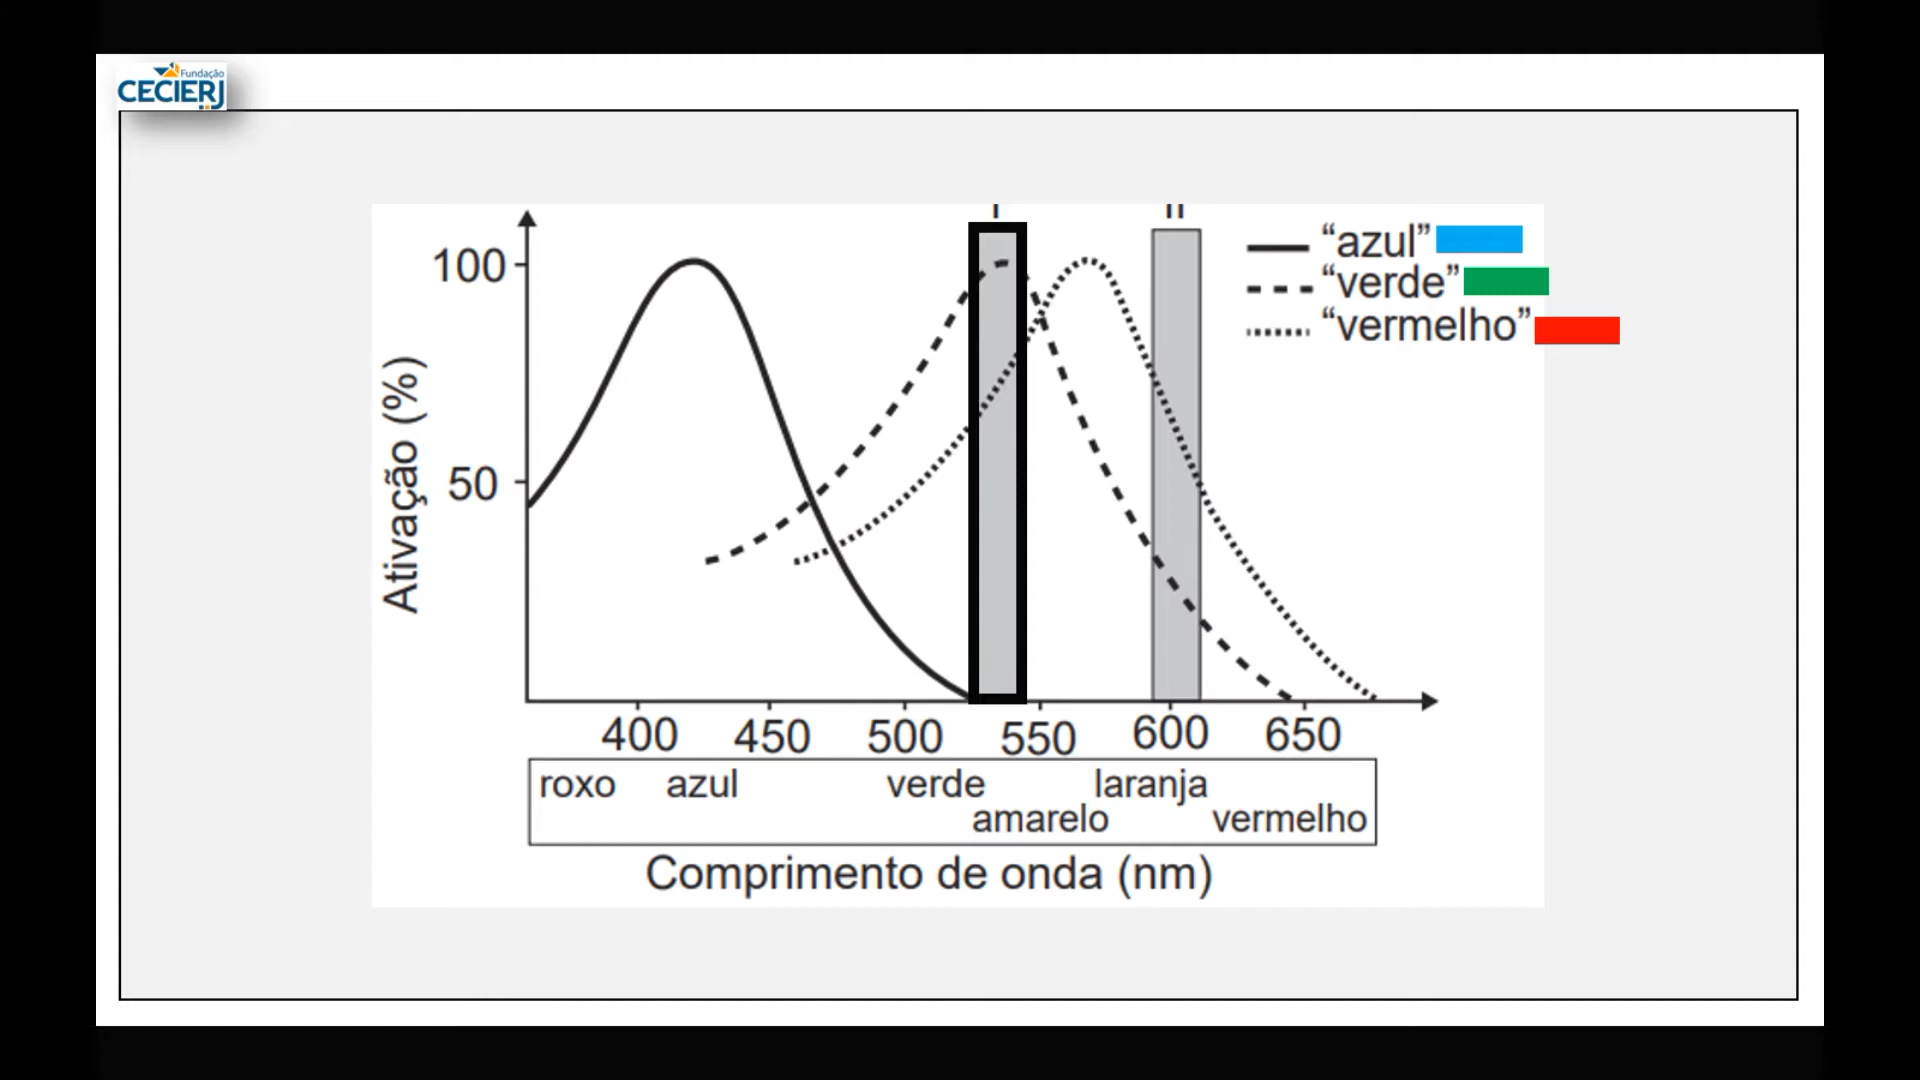 Fundação
CECIERJ
I
II
"azul"
"verde"
"vermelho"
100
50
Ativação (%)
400
450
500
550
600
650
roxo
azul
verde
laranja
amarelo
vermelho
Comprimento de onda (nm)